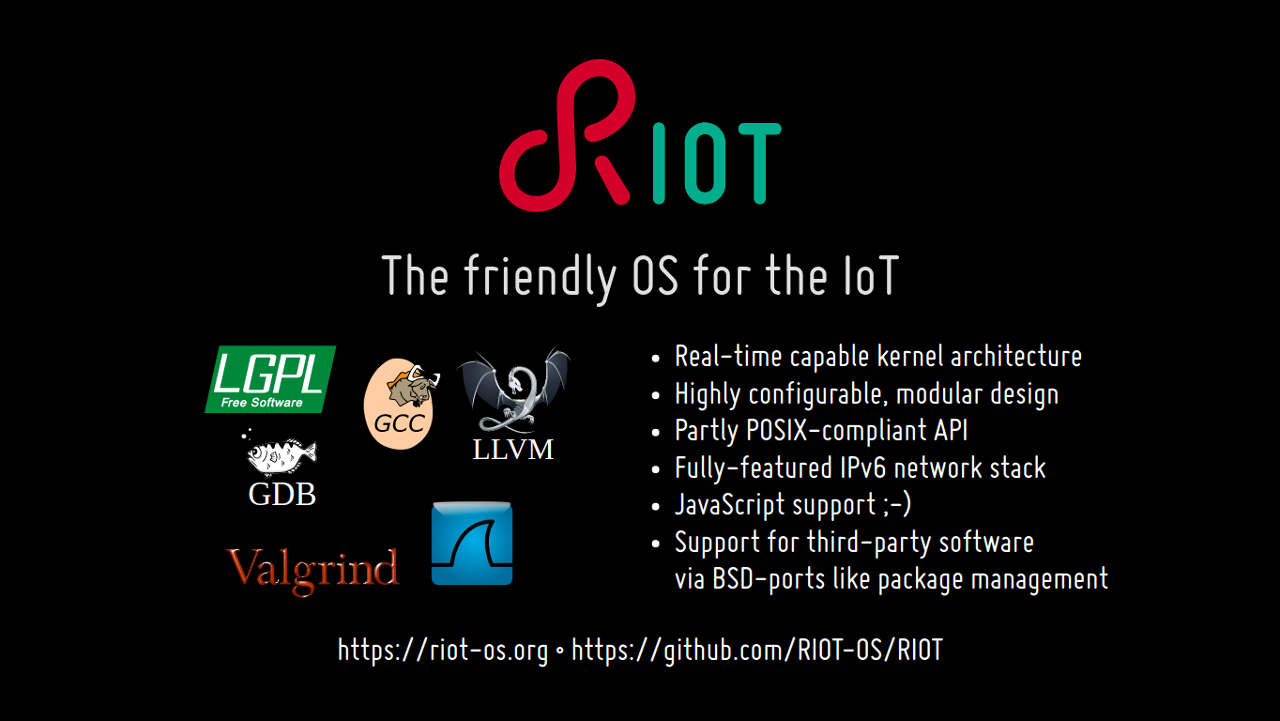 RIOT
The friendly OS for the IoT
LGPL
Free Software
GCC
LLVM
GDB
Valgrind
• Real-time capable kernel architecture
• Highly configurable, modular design
• Partly POSIX-compliant API
• Fully-featured IPv6 network stack
• JavaScript support ;-)
• Support for third-party software
via BSD-ports like package management
https://riot-os.org • https://github.com/RIOT-OS/RIOT